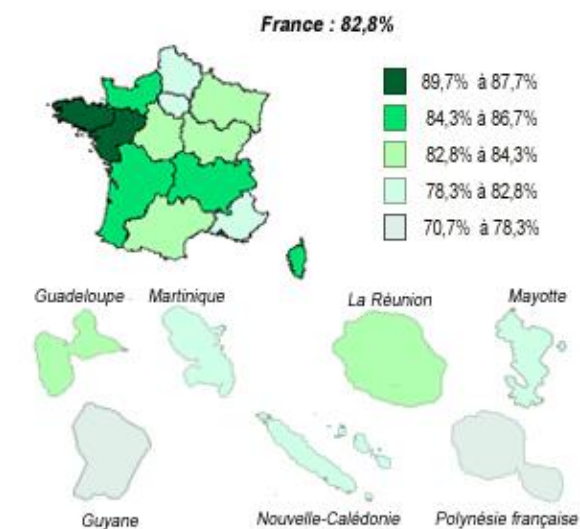 France : 82,8%
89,7% à 87,7%
84,3% à 86,7%
82,8% à 84,3%
78,3% à 82,8%
70,7% à 78,3%
Guadeloupe
Martinique
La Réunion
Mayotte
Guyane
Nouvelle-Calédonie
Polynésie française